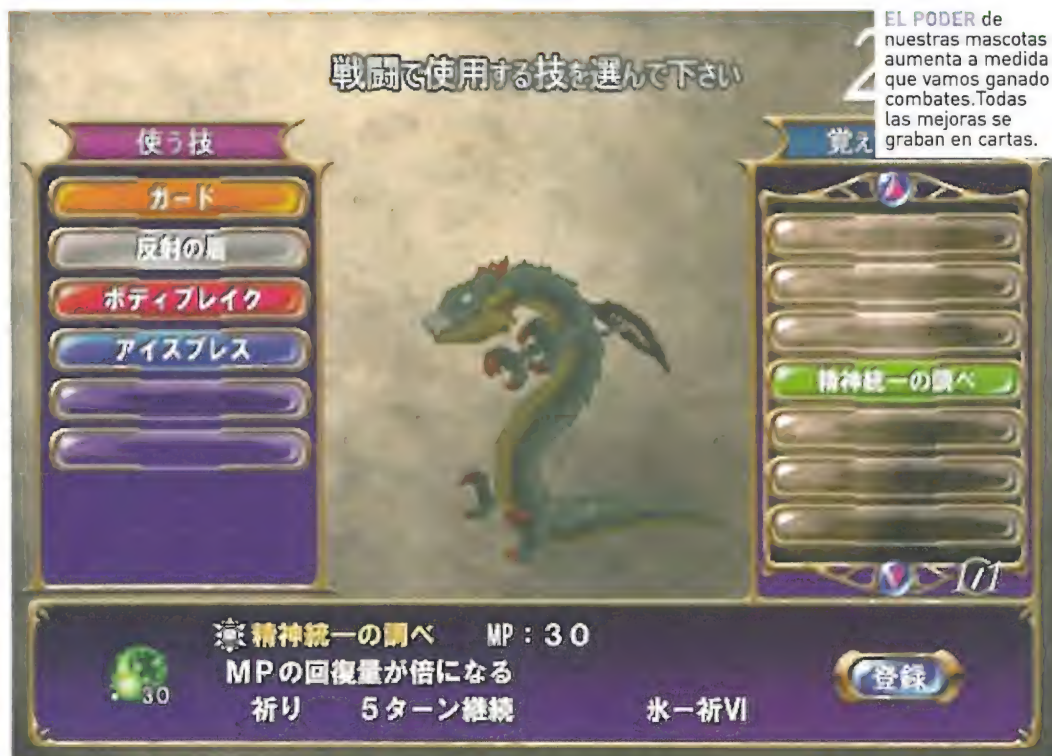 EL PODER de
nuestras mascotas
aumenta a medida
que vamos ganado
combates.Todas
las mejoras se
graban en cartas.
戦闘で使用する技を選んで下さい
2
使う技
ガード
反射の盾
ボディブレイク
アイスブレス
覚え
精神統一の調べ
1/1
精神統一の調べ MP:30
MPの回復量が倍になる
祈り 5ターン継続 氷ー祈VI
30
登録